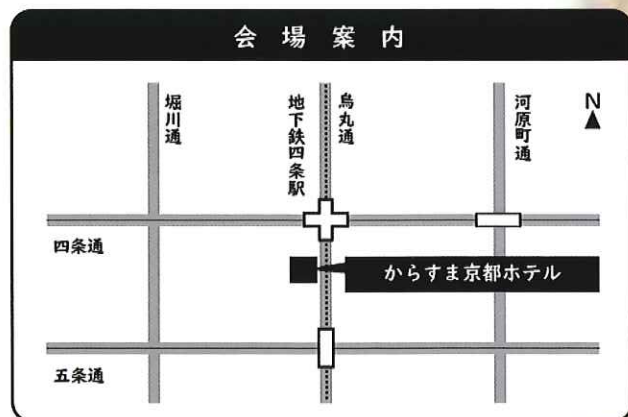 会場案内
堀川通
地下鉄四条駅
烏丸通
河原町通
N
四条通
からすま京都ホテル
五条通